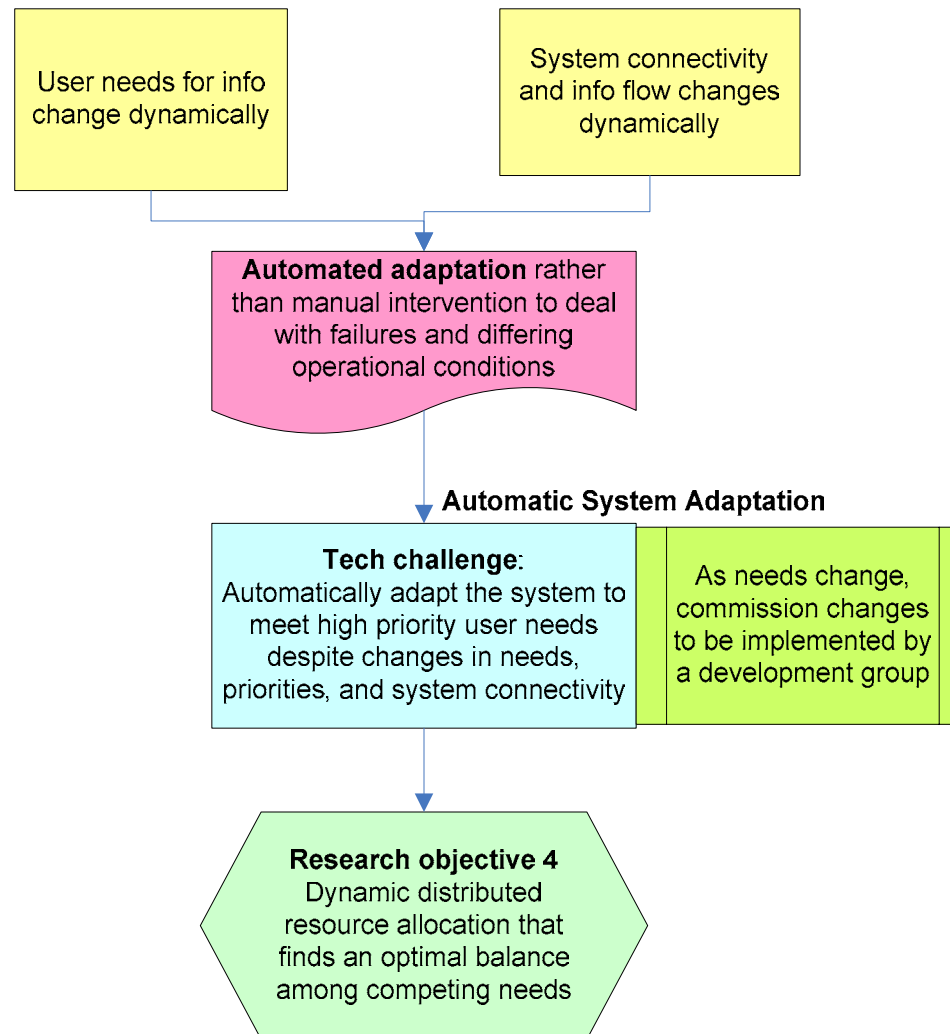 User needs for info
change dynamically
System connectivity
and info flow changes
dynamically
Automated adaptation rather
than manual intervention to deal
with failures and differing
operational conditions
Automatic System Adaptation
Tech challenge:
Automatically adapt the system to
meet high priority user needs
despite changes in needs,
priorities, and system connectivity
As needs change,
commission changes
to be implemented by
a development group
Research objective 4
Dynamic distributed
resource allocation that
finds an optimal balance
among competing needs